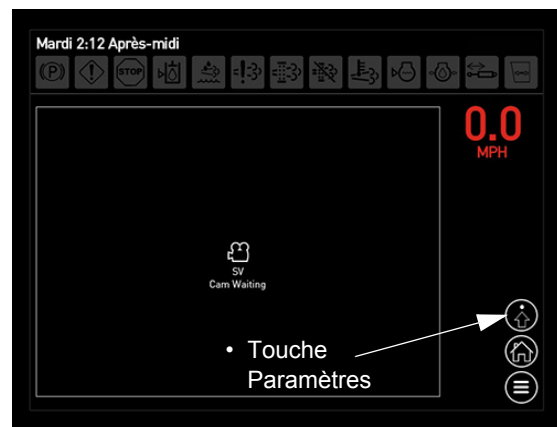 Mardi 2:12 Après-midi
(P)
STOP
0.0
MPH
SV
Cam Waiting
• Touche
Paramètres